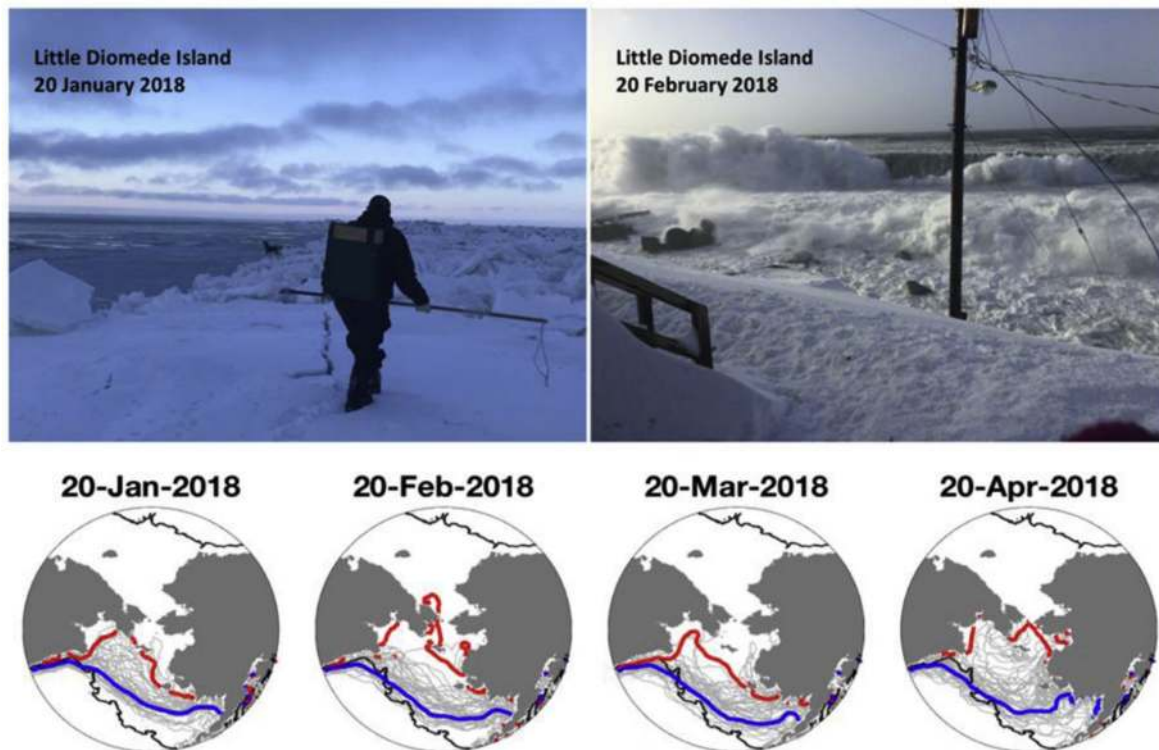 Little Diomede Island
20 January 2018
Little Diomede Island
20 February 2018
20-Jan-2018
20-Feb-2018
20-Mar-2018
20-Apr-2018